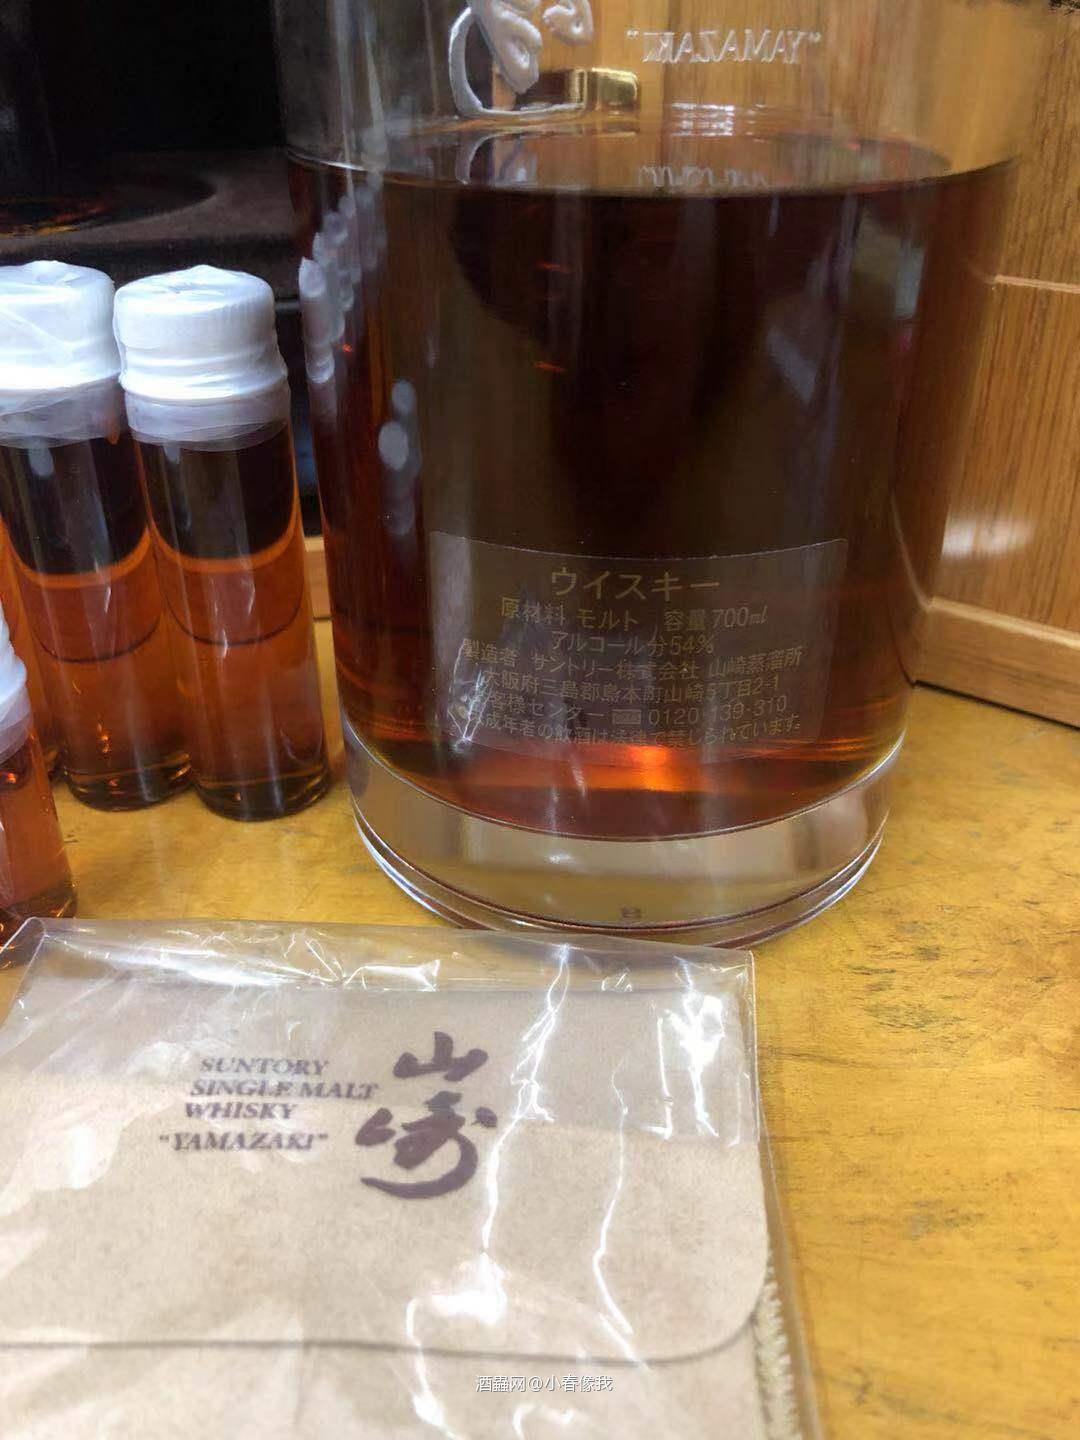 "YAMAZAKI"
ウイスキー
原材料 モルト 容量700ml
アルコール分54%
製造者 サントリー株式会社 山崎蒸溜所
大阪府三島郡島本町山崎5丁目2-1
お客様センター 0120-139-310
成年者の飲酒は法律で禁じられています。
8
SUNTORY
SINGLE MALT
WHISKY
"YAMAZAKI"
山崎
酒蟲网@小春像我